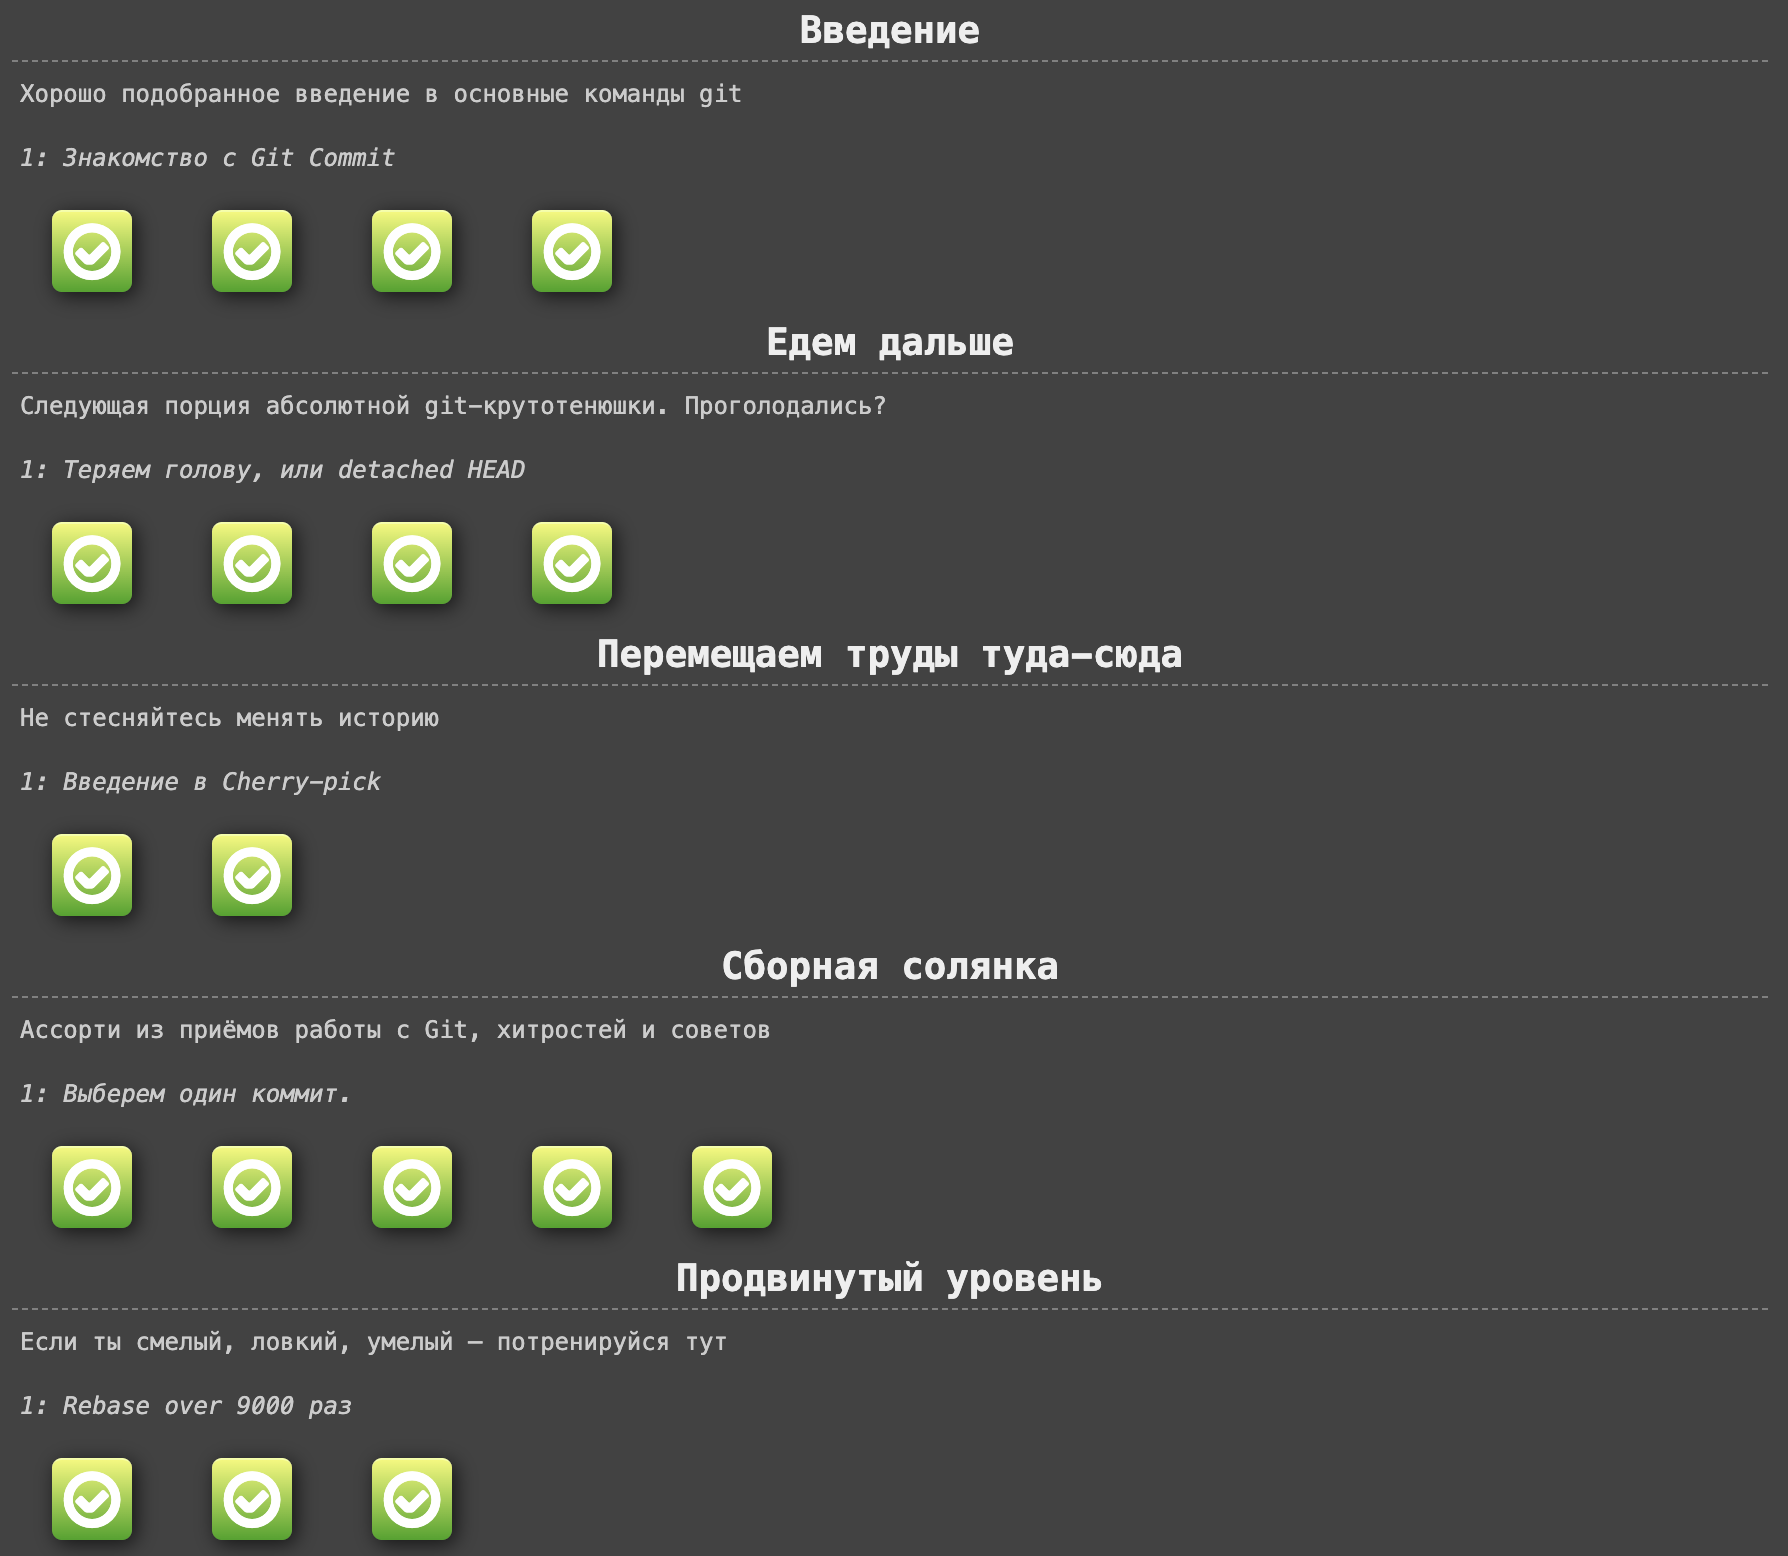 Введение
Хорошо подобранное введение в основные команды git
1: Знакомство с Git Commit
Едем дальше
Следующая порция абсолютной git-крутотенюшки. Проголодались?
1: Теряем голову, или detached HEAD
Перемещаем труды туда-сюда
Не стесняйтесь менять историю
1: Введение в Cherry-pick
Сборная солянка
Ассорти из приёмов работы с Git, хитростей и советов
1: Выберем один коммит.
Продвинутый уровень
Если ты смелый, ловкий, умелый – потренируйся тут
1: Rebase over 9000 раз